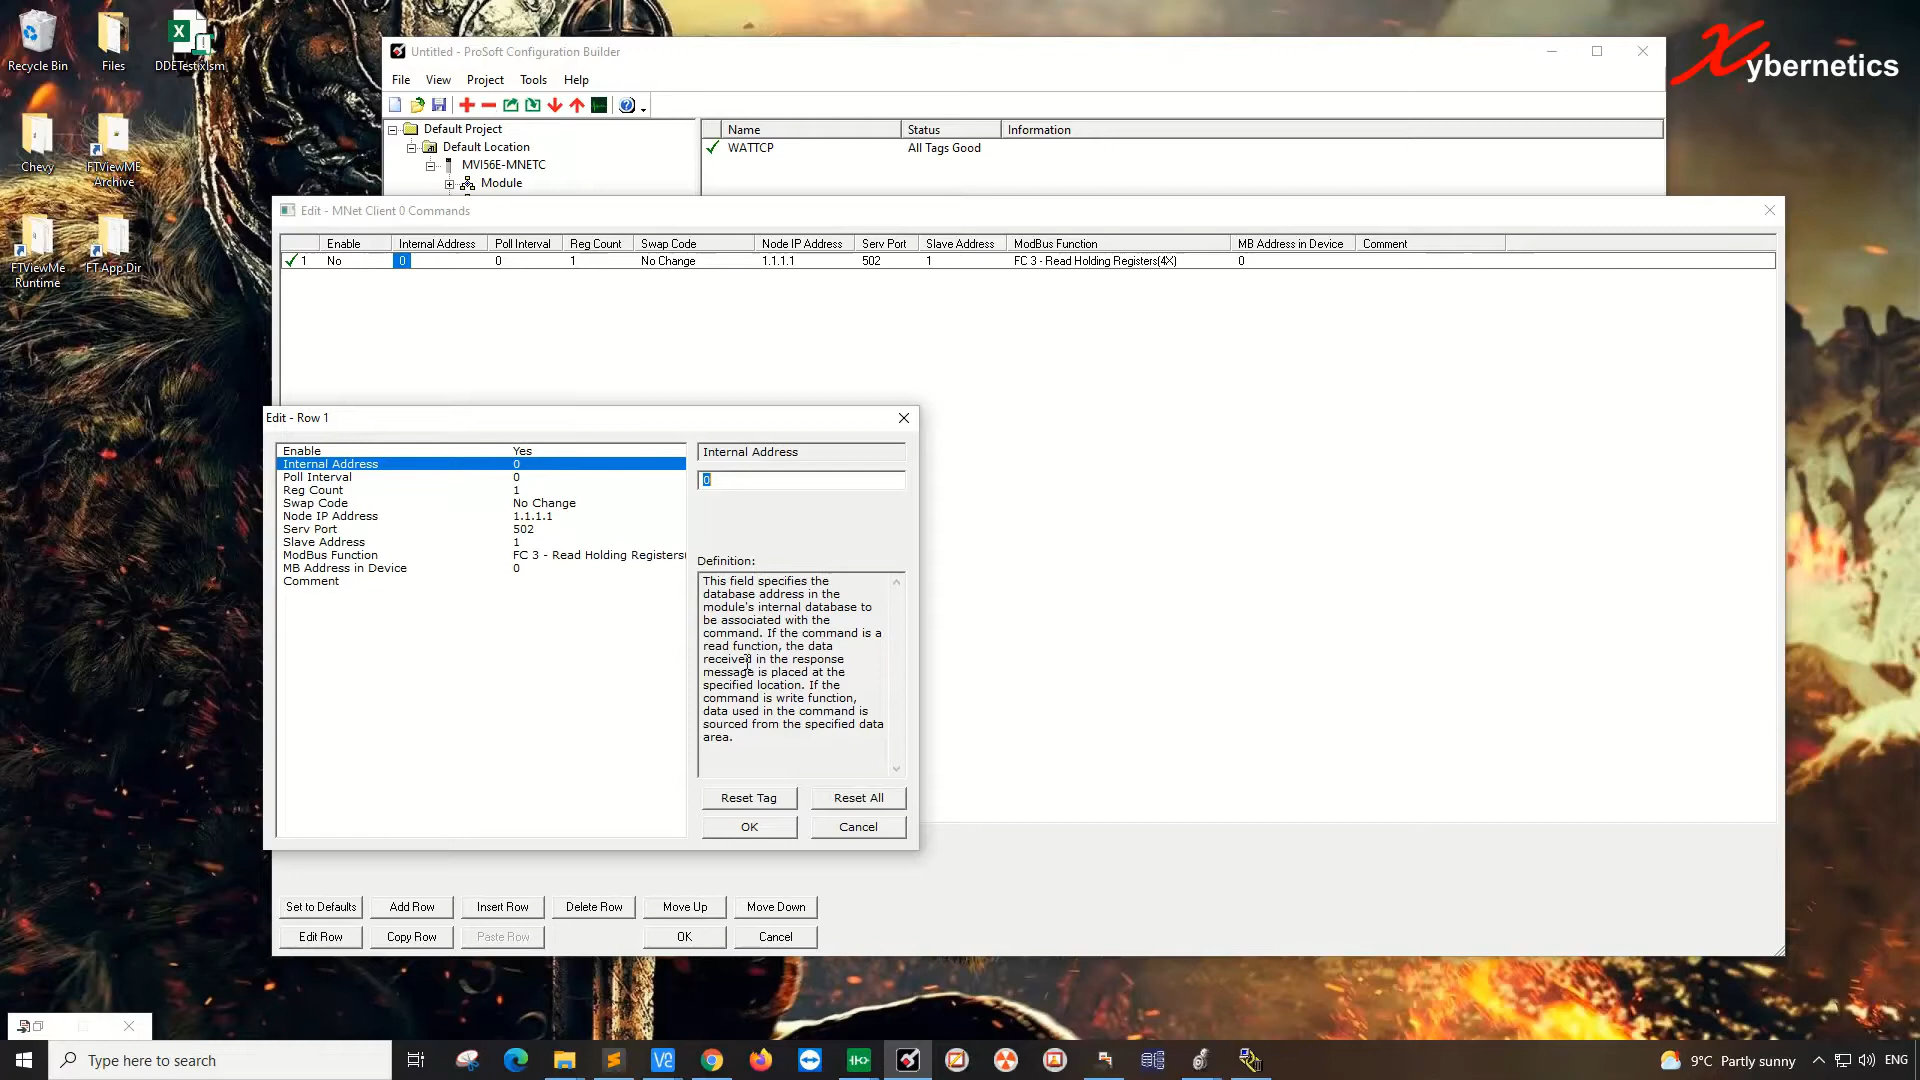 Recycle Bin
Files
DDETestxlsm
Chevy
FTViewME
Archive
FTViewMe
Runtime
FT App Dir
Xybernetics
Untitled - ProSoft Configuration Builder
File View Project Tools Help
Default Project
Default Location
MVI56E-MNETC
Module
Name Status Information
WATTCP All Tags Good
Edit - MNet Client 0 Commands
Enable Internal Address Poll Interval Reg Count Swap Code Node IP Address Serv Port Slave Address ModBus Function MB Address in Device Comment
1 No 0 0 1 No Change 1.1.1.1 502 1 FC 3 - Read Holding Registers(4X) 0
Edit - Row 1
Enable Yes
Internal Address 0
Poll Interval 0
Reg Count 1
Swap Code No Change
Node IP Address 1.1.1.1
Serv Port 502
Slave Address 1
ModBus Function FC 3 - Read Holding Registers(
MB Address in Device 0
Comment
Internal Address
0
Definition:
This field specifies the
database address in the
module's internal database to
be associated with the
command. If the command is a
read function, the data
received in the response
message is placed at the
specified location. If the
command is write function,
data used in the command is
sourced from the specified data
area.
Reset Tag Reset All
OK Cancel
Set to Defaults Add Row Insert Row Delete Row Move Up Move Down
Edit Row Copy Row Paste Row OK Cancel
Type here to search
9°C Partly sunny
ENG